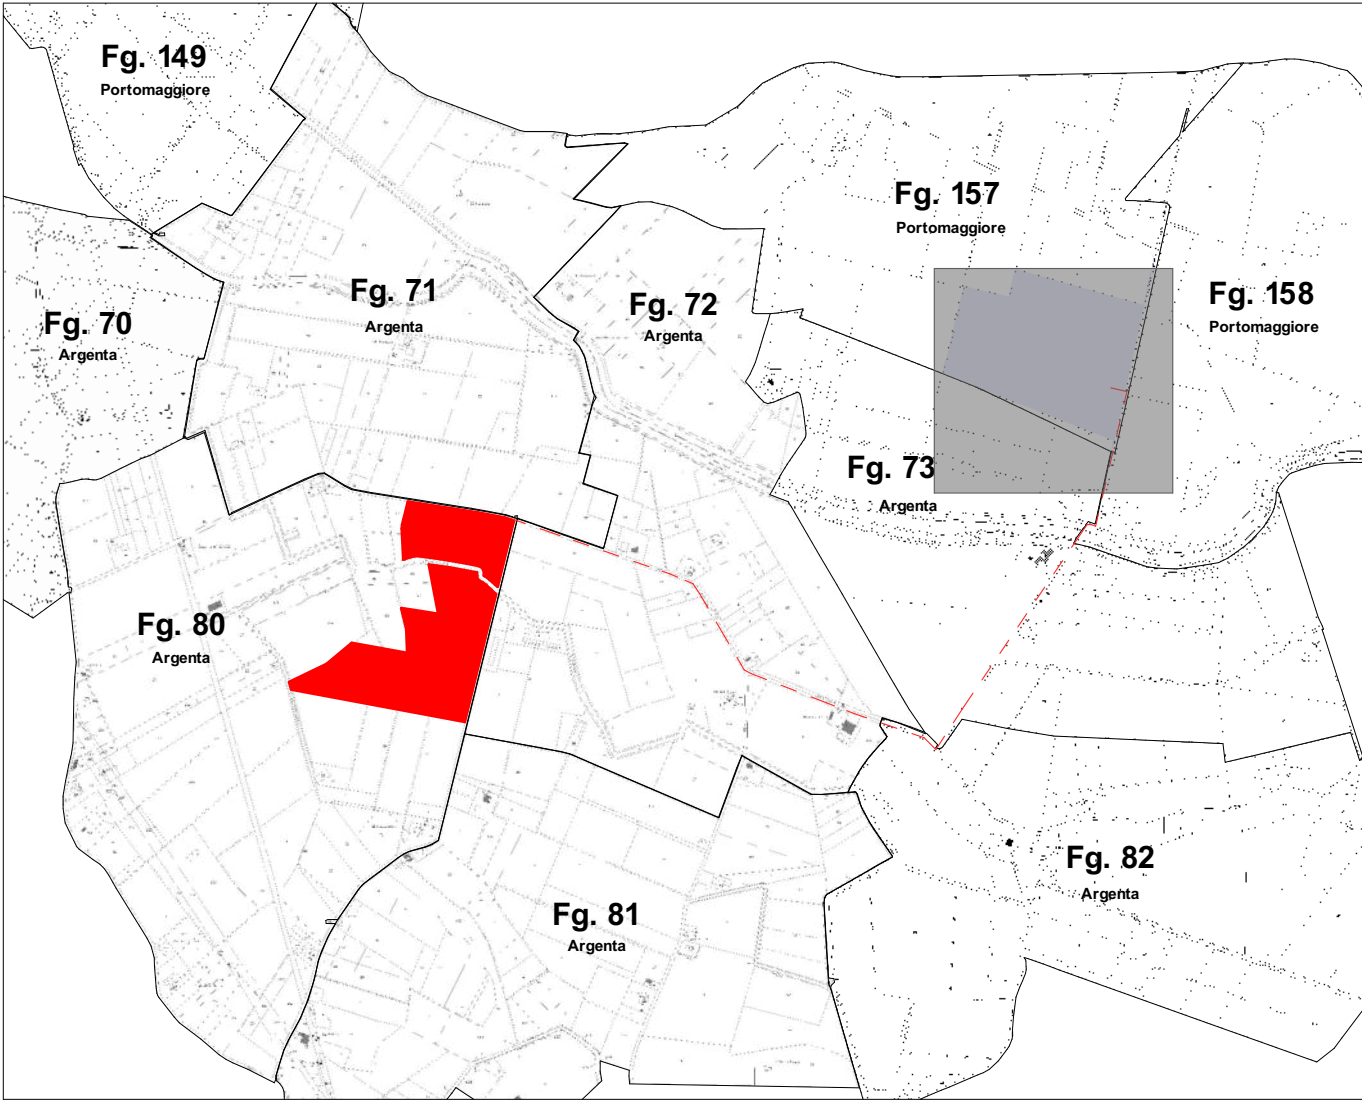 Fg. 149
Portomaggiore
Fg. 157
Portomaggiore
Fg. 71
Argenta
Fg. 72
Argenta
Fg. 158
Portomaggiore
Fg. 70
Argenta
Fg. 73
Argenta
Fg. 80
Argenta
Fg. 82
Argenta
Fg. 81
Argenta